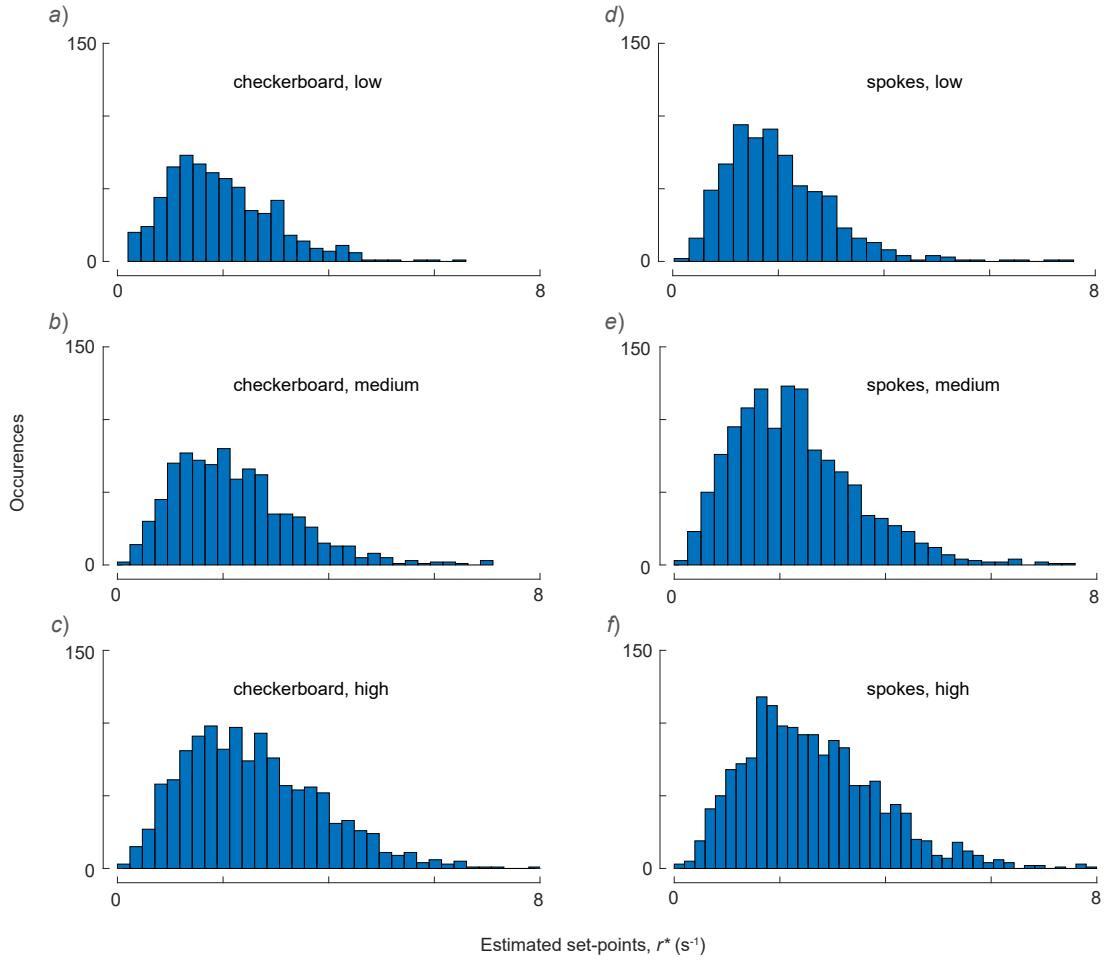 a)
150
checkerboard, low
0
0
8
b)
150
checkerboard, medium
0
0
8
c)
150
checkerboard, high
0
0
8
d)
150
spokes, low
0
0
8
e)
150
spokes, medium
0
0
8
f)
150
spokes, high
0
0
8
Occurences
Estimated set-points, r* (s-1)